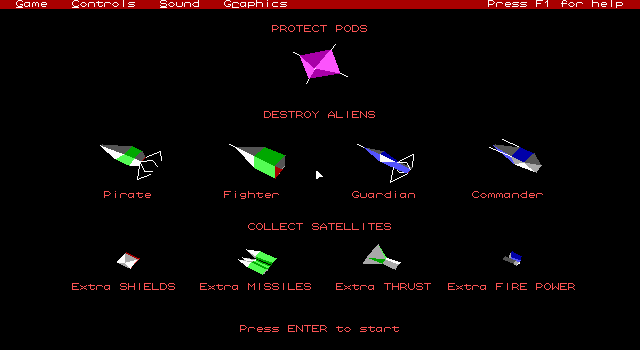 Game Controls Sound Graphics Press F1 for help
PROTECT PODS
DESTROY ALIENS
Pirate Fighter Guardian Commander
COLLECT SATELLITES
Extra SHIELDS Extra MISSILES Extra THRUST Extra FIRE POWER
Press ENTER to start